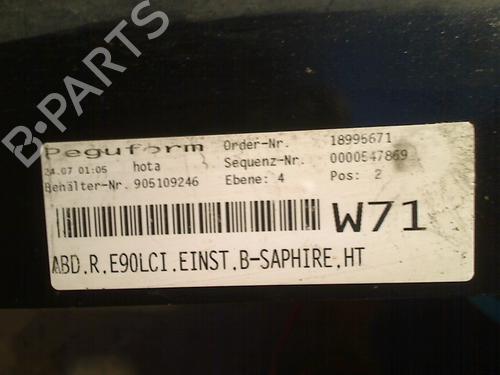 B-PARTS
Peguform
Order-Nr. 18996671
24.07 01:05 hota
Sequenz-Nr. 0000547869
Behälter-Nr. 905109246 Ebene: 4 Pos: 2
W71
ABD.R.E90LCI.EINST.B-SAPHIRE,HT